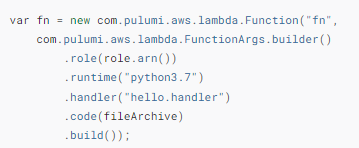 var fn = new com.pulumi.aws.lambda.Function("fn",
    com.pulumi.aws.lambda.FunctionArgs.builder()
        .role(role.arn())
        .runtime("python3.7")
        .handler("hello.handler")
        .code(fileArchive)
        .build());